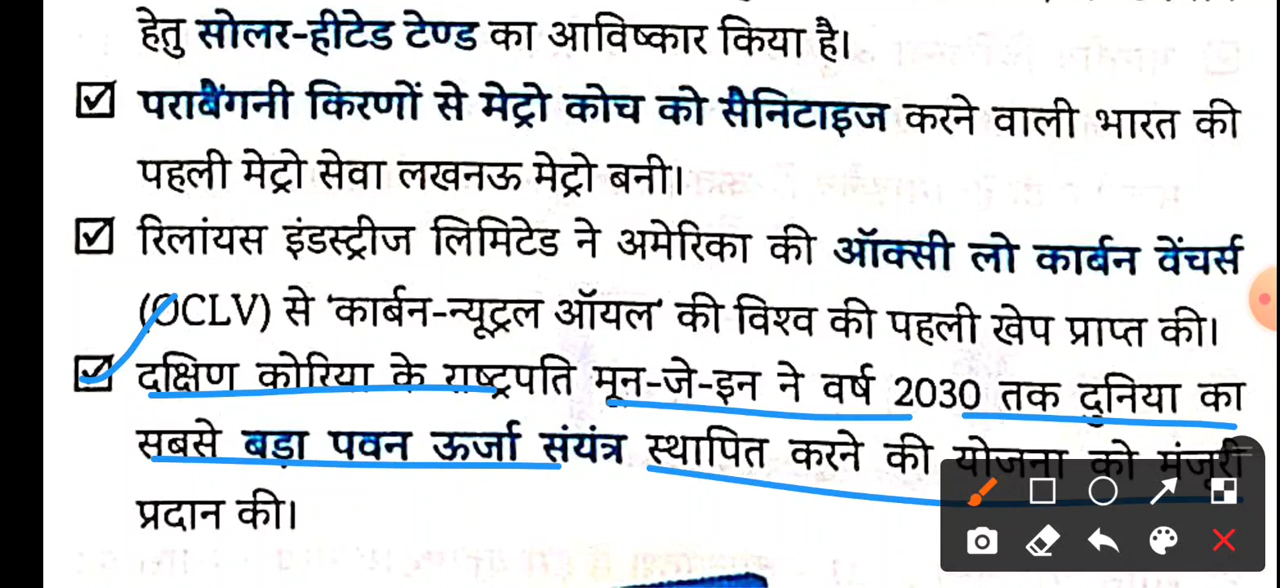 हेतु सोलर-हीटेड टेण्ड का आविष्कार किया है।
पराबैंगनी किरणों से मेट्रो कोच को सैनिटाइज करने वाली भारत की
पहली मेट्रो सेवा लखनऊ मेट्रो बनी।
रिलांयस इंडस्ट्रीज लिमिटेड ने अमेरिका की ऑक्सी लो कार्बन वेंचर्स
(OCLV) से 'कार्बन-न्यूट्रल ऑयल' की विश्व की पहली खेप प्राप्त की।
दक्षिण कोरिया के राष्ट्रपति मून-जे-इन ने वर्ष 2030 तक दुनिया का
सबसे बड़ा पवन ऊर्जा संयंत्र स्थापित करने की योजना को मंजूरी
प्रदान की।